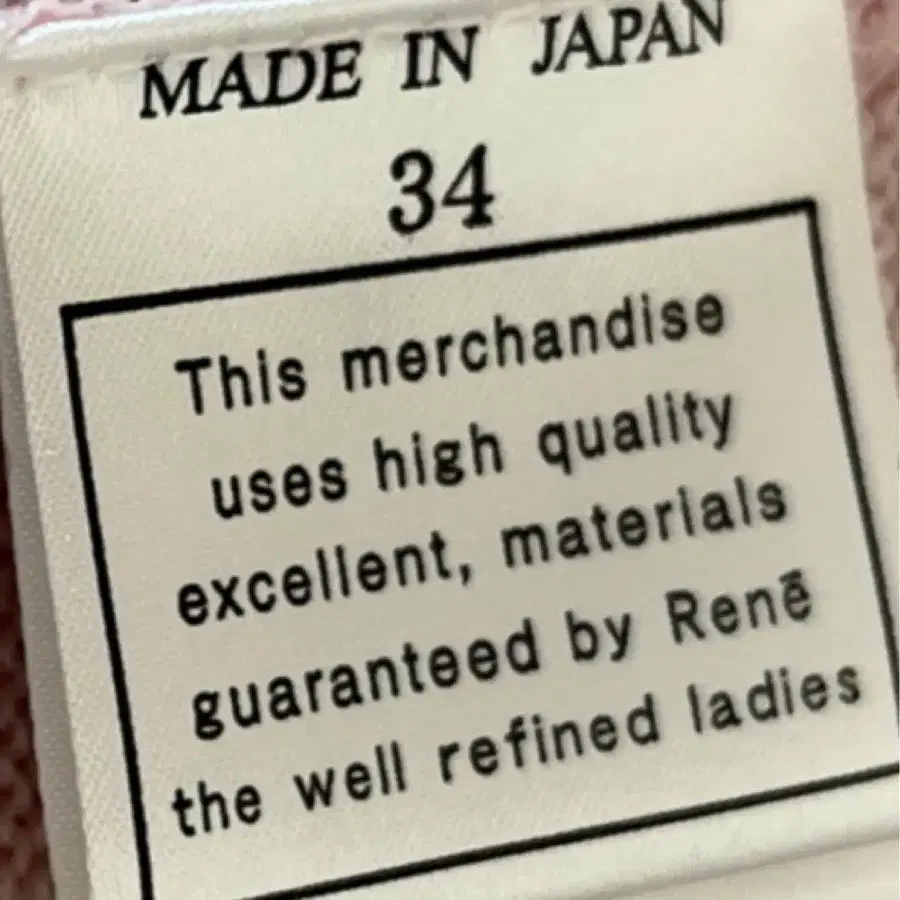 MADE IN JAPAN
34
This merchandise
uses high quality
excellent, materials
guaranteed by Renē
the well refined ladies